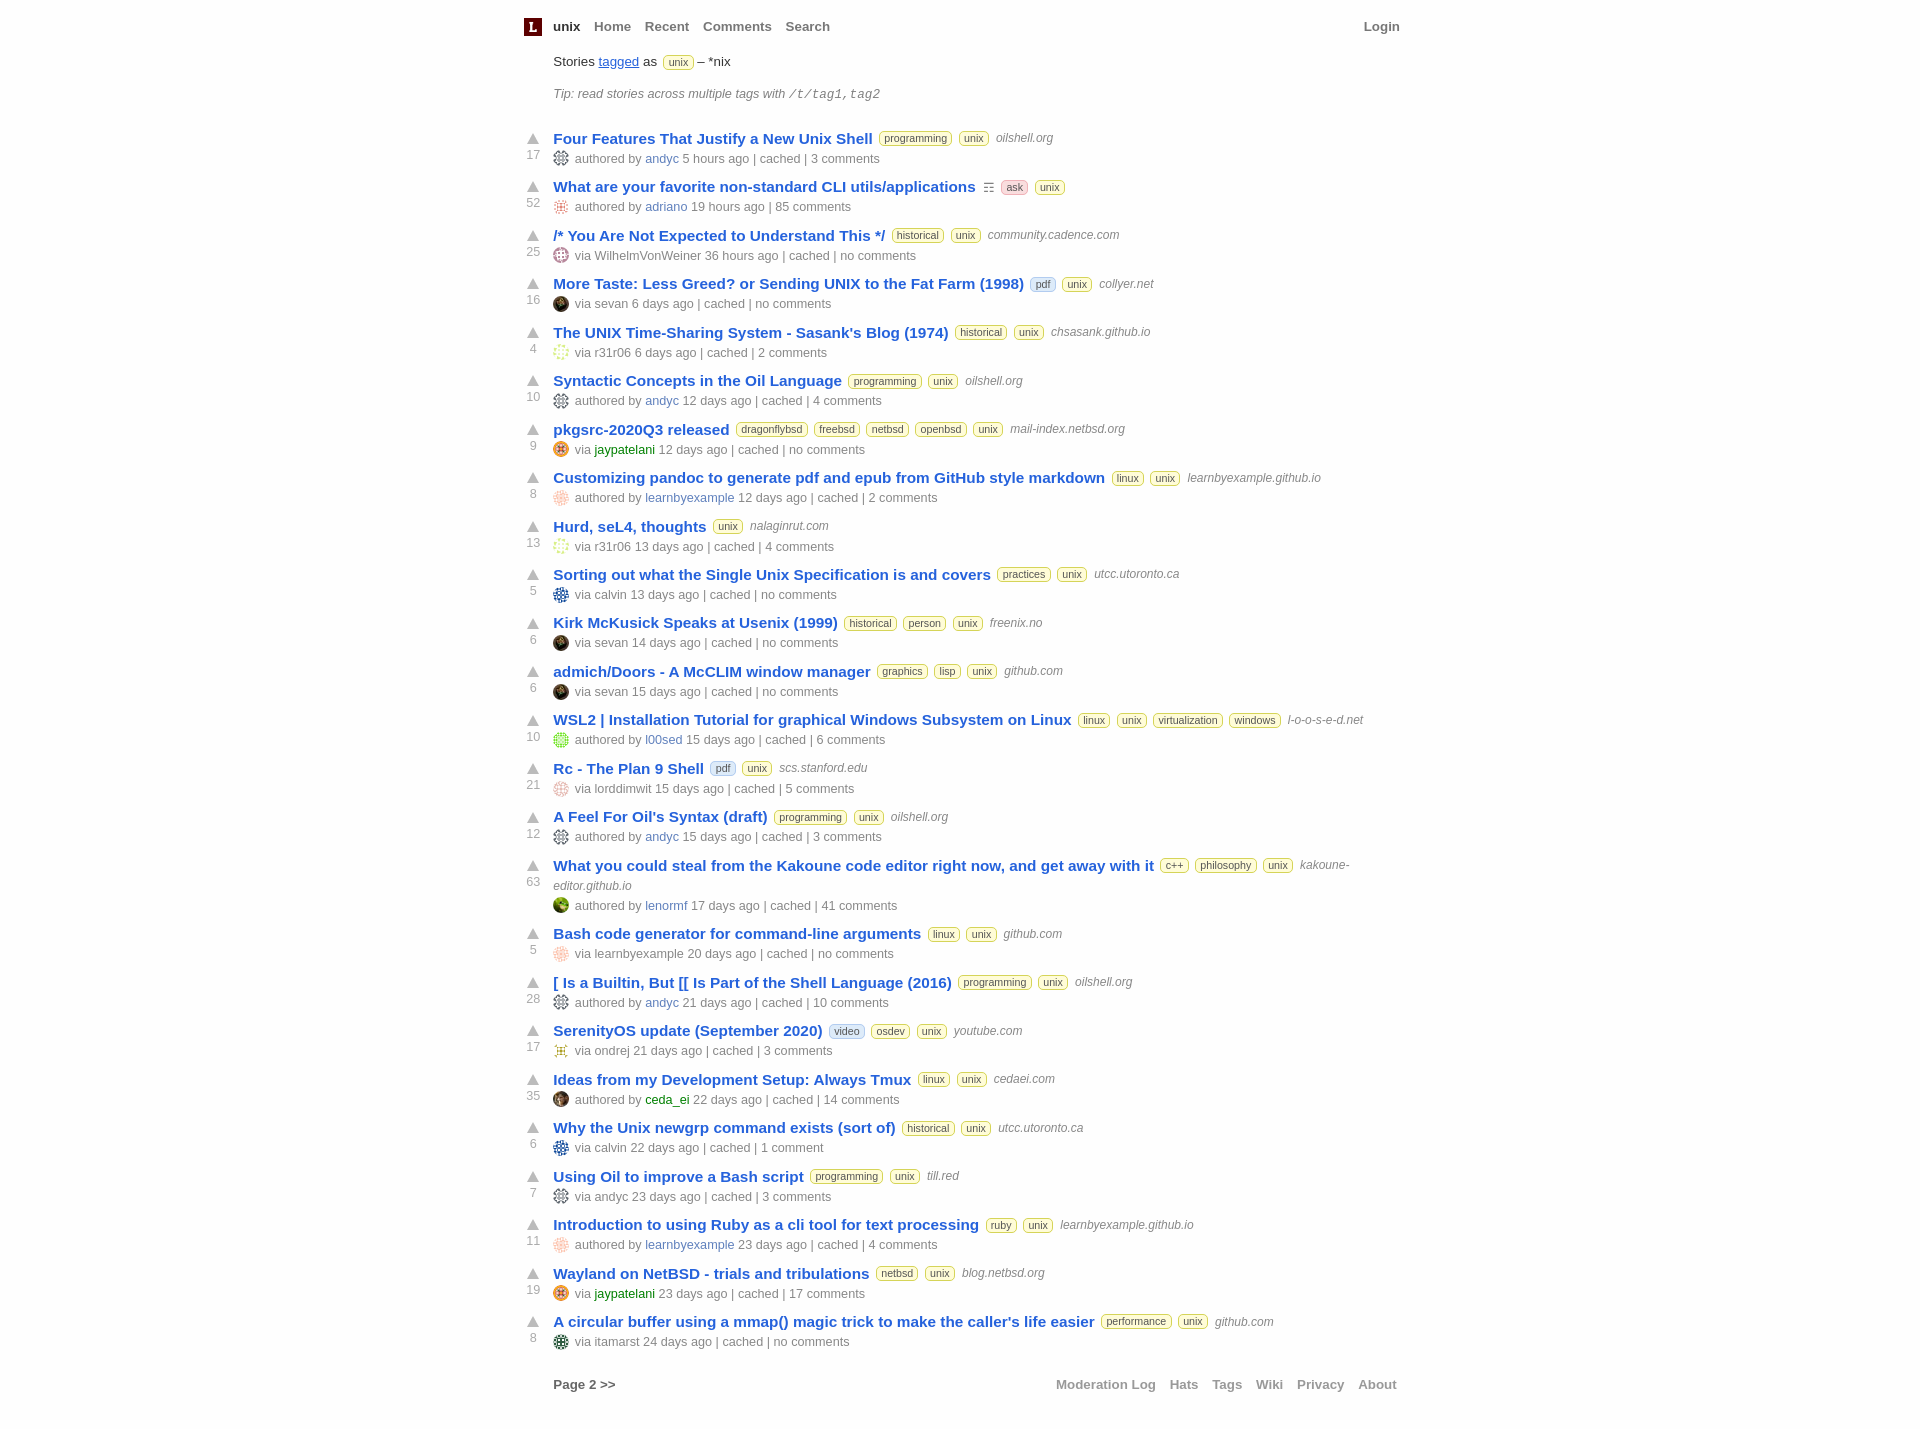 L unix Home Recent Comments Search Login
Stories tagged as unix – *nix
Tip: read stories across multiple tags with /t/tag1,tag2
Four Features That Justify a New Unix Shell programming unix oilshell.org
17 authored by andyc 5 hours ago | cached | 3 comments
What are your favorite non-standard CLI utils/applications ☶ ask unix
52 authored by adriano 19 hours ago | 85 comments
/* You Are Not Expected to Understand This */ historical unix community.cadence.com
25 via WilhelmVonWeiner 36 hours ago | cached | no comments
More Taste: Less Greed? or Sending UNIX to the Fat Farm (1998) pdf unix collyer.net
16 via sevan 6 days ago | cached | no comments
The UNIX Time-Sharing System - Sasank's Blog (1974) historical unix chsasank.github.io
4 via r31r06 6 days ago | cached | 2 comments
Syntactic Concepts in the Oil Language programming unix oilshell.org
10 authored by andyc 12 days ago | cached | 4 comments
pkgsrc-2020Q3 released dragonflybsd freebsd netbsd openbsd unix mail-index.netbsd.org
9 via jaypatelani 12 days ago | cached | no comments
Customizing pandoc to generate pdf and epub from GitHub style markdown linux unix learnbyexample.github.io
8 authored by learnbyexample 12 days ago | cached | 2 comments
Hurd, seL4, thoughts unix nalaginrut.com
13 via r31r06 13 days ago | cached | 4 comments
Sorting out what the Single Unix Specification is and covers practices unix utcc.utoronto.ca
5 via calvin 13 days ago | cached | no comments
Kirk McKusick Speaks at Usenix (1999) historical person unix freenix.no
6 via sevan 14 days ago | cached | no comments
admich/Doors - A McCLIM window manager graphics lisp unix github.com
6 via sevan 15 days ago | cached | no comments
WSL2 | Installation Tutorial for graphical Windows Subsystem on Linux linux unix virtualization windows l-o-o-s-e-d.net
10 authored by l00sed 15 days ago | cached | 6 comments
Rc - The Plan 9 Shell pdf unix scs.stanford.edu
21 via lorddimwit 15 days ago | cached | 5 comments
A Feel For Oil's Syntax (draft) programming unix oilshell.org
12 authored by andyc 15 days ago | cached | 3 comments
What you could steal from the Kakoune code editor right now, and get away with it c++ philosophy unix kakoune-
63 editor.github.io
authored by lenormf 17 days ago | cached | 41 comments
Bash code generator for command-line arguments linux unix github.com
5 via learnbyexample 20 days ago | cached | no comments
[ Is a Builtin, But [[ Is Part of the Shell Language (2016) programming unix oilshell.org
28 authored by andyc 21 days ago | cached | 10 comments
SerenityOS update (September 2020) video osdev unix youtube.com
17 via ondrej 21 days ago | cached | 3 comments
Ideas from my Development Setup: Always Tmux linux unix cedaei.com
35 authored by ceda_ei 22 days ago | cached | 14 comments
Why the Unix newgrp command exists (sort of) historical unix utcc.utoronto.ca
6 via calvin 22 days ago | cached | 1 comment
Using Oil to improve a Bash script programming unix till.red
7 via andyc 23 days ago | cached | 3 comments
Introduction to using Ruby as a cli tool for text processing ruby unix learnbyexample.github.io
11 authored by learnbyexample 23 days ago | cached | 4 comments
Wayland on NetBSD - trials and tribulations netbsd unix blog.netbsd.org
19 via jaypatelani 23 days ago | cached | 17 comments
A circular buffer using a mmap() magic trick to make the caller's life easier performance unix github.com
8 via itamarst 24 days ago | cached | no comments
Page 2 >> Moderation Log Hats Tags Wiki Privacy About